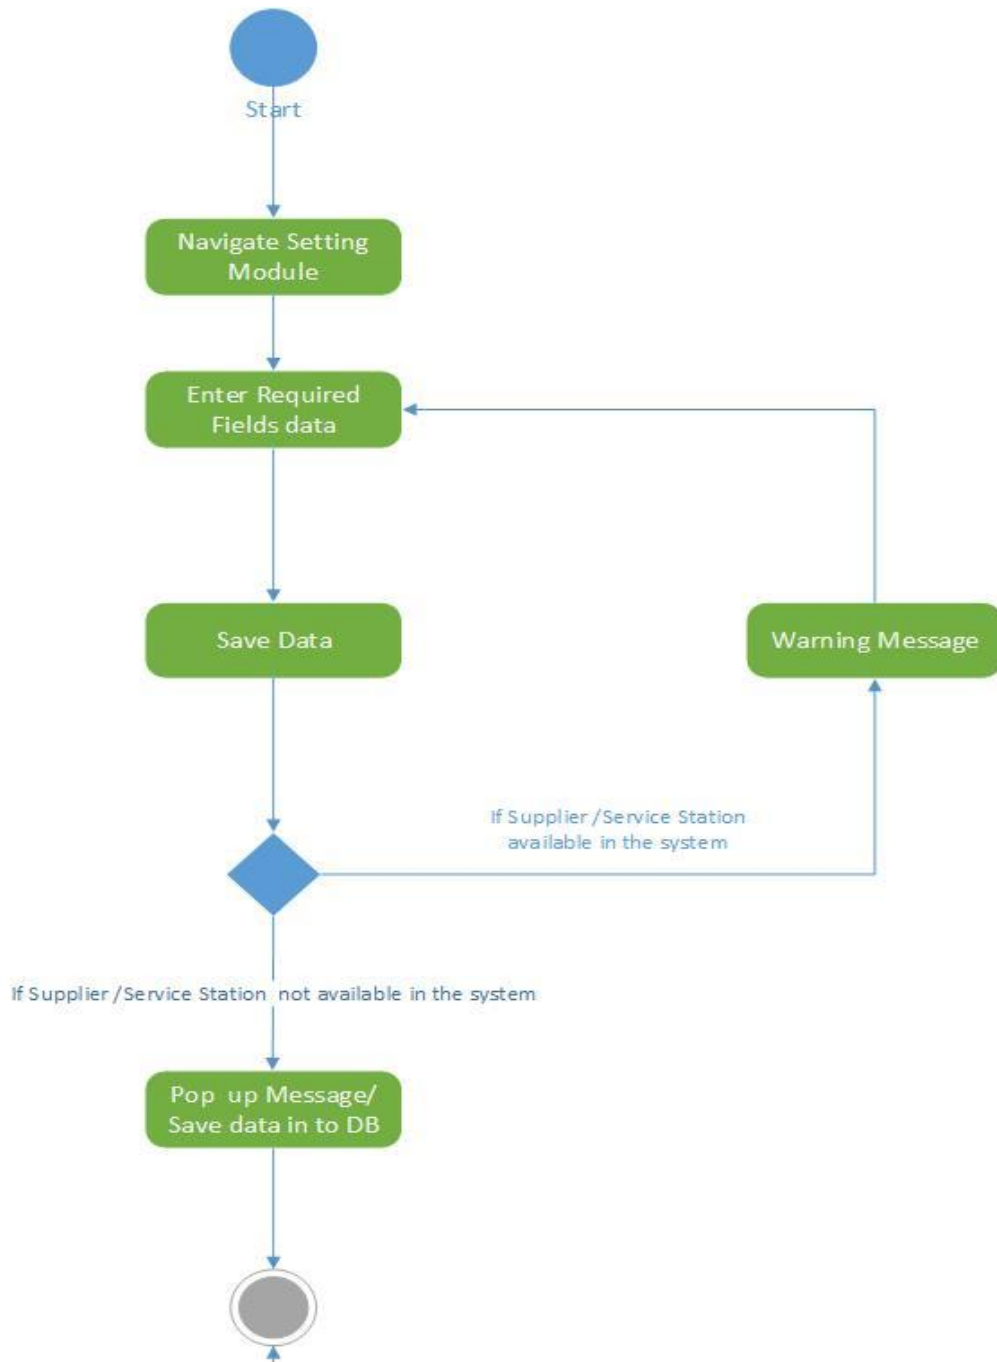 Start
Navigate Setting
Module
Enter Required
Fields data
Save Data
Warning Message
If Supplier/Service Station
available in the system
If Supplier/Service Station not available in the system
Pop up Message/
Save data in to DB